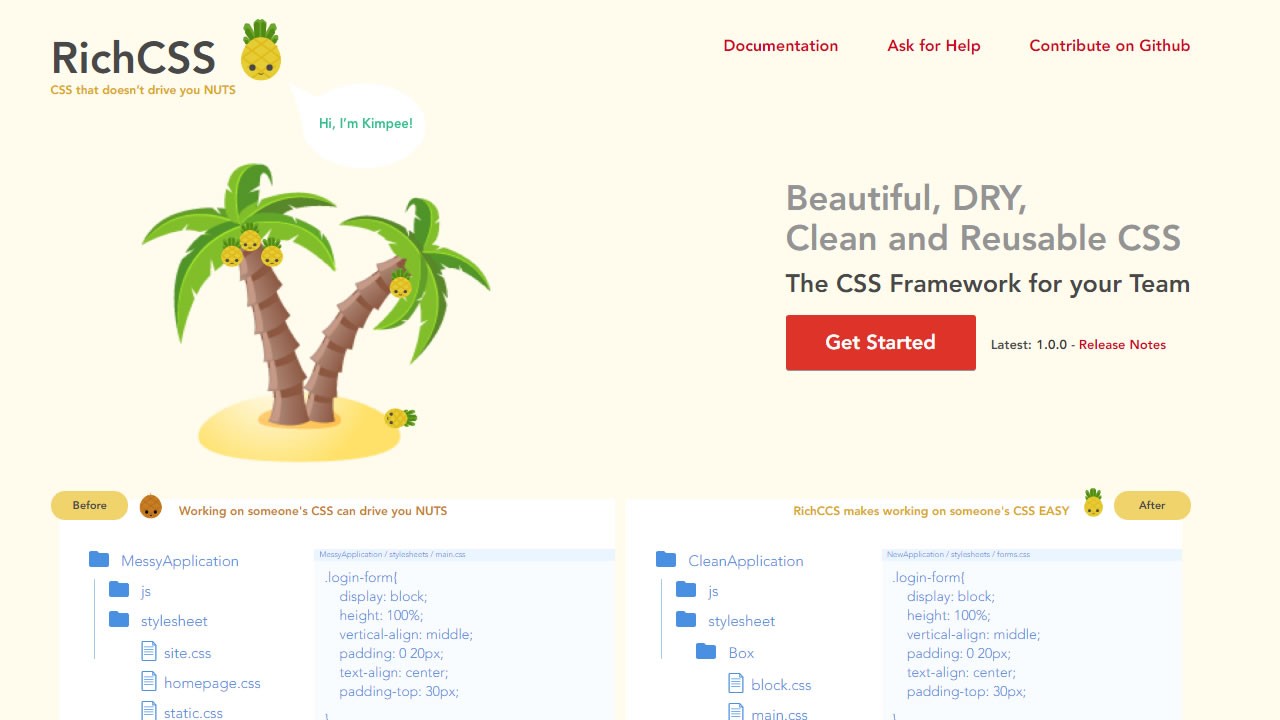 RichCSS
CSS that doesn't drive you NUTS
Documentation
Ask for Help
Contribute on Github
Hi, I'm Kimpee!
Beautiful, DRY,
Clean and Reusable CSS
The CSS Framework for your Team
Get Started
Latest: 1.0.0 - Release Notes
Before
Working on someone's CSS can drive you NUTS
MessyApplication
js
stylesheet
site.css
homepage.css
static.css
MessyApplication / stylesheets / main.css
.login-form{
display: block;
height: 100%;
vertical-align: middle;
padding: 0 20px;
text-align: center;
padding-top: 30px;
}
RichCCS makes working on someone's CSS EASY
After
CleanApplication
js
stylesheet
Box
block.css
main.css
NewApplication / stylesheets / forms.css
.login-form{
display: block;
height: 100%;
vertical-align: middle;
padding: 0 20px;
text-align: center;
padding-top: 30px;
}